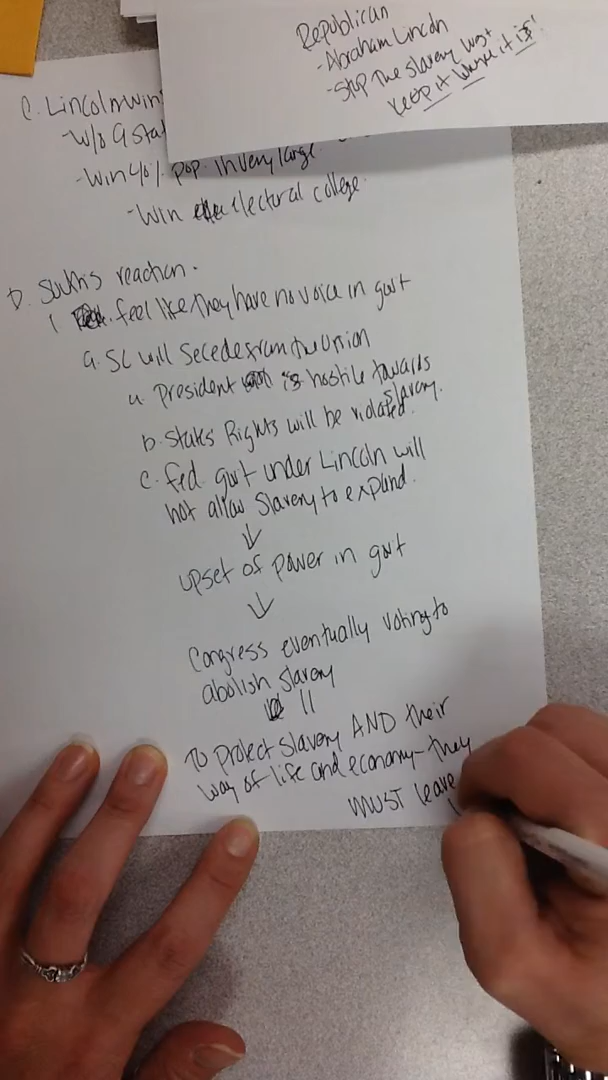 Republican
-Abraham Lincoln
-Stop the slavery west
keep it where it is!
C. Lincoln wins
-W/o 9 stat
-Win 40% pop. in very large
-Win electoral college.
D. South's reaction.
1. feel like they have no voice in gov't
a. SC will secede from the Union
a. President is hostile towards
slavery.
b. States Rights will be violated.
c. Fed. gov't under Lincoln will
not allow slavery to expand.
↓
upset of power in gov't
↓
Congress eventually voting to
abolish slavery
||
To protect slavery AND their
way of life and economy - they
MUST leave